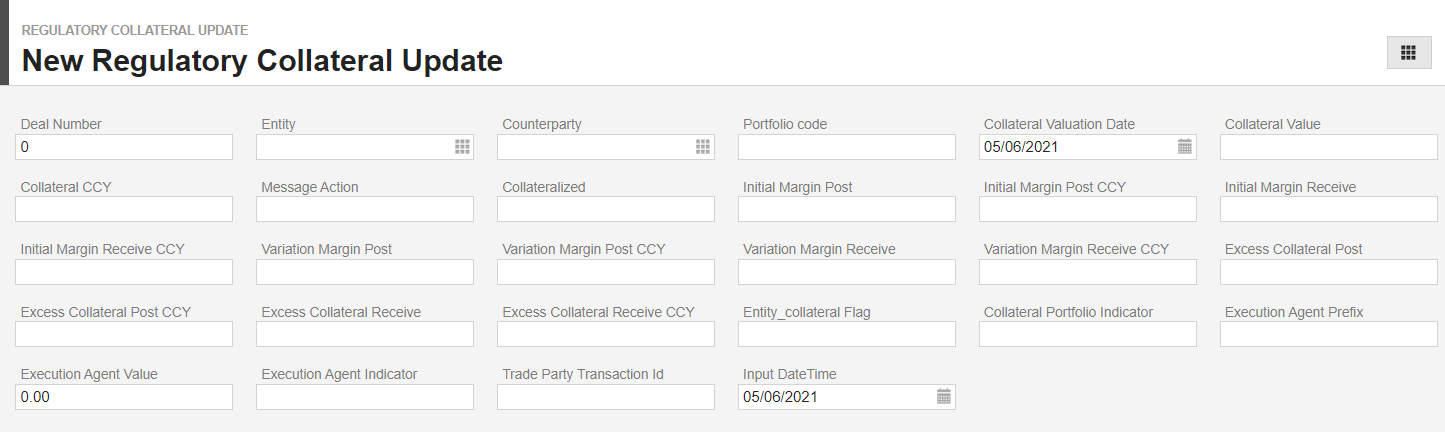 REGULATORY COLLATERAL UPDATE
New Regulatory Collateral Update
Deal Number Entity Counterparty Portfolio code Collateral Valuation Date Collateral Value
0 05/06/2021
Collateral CCY Message Action Collateralized Initial Margin Post Initial Margin Post CCY Initial Margin Receive
Initial Margin Receive CCY Variation Margin Post Variation Margin Post CCY Variation Margin Receive Variation Margin Receive CCY Excess Collateral Post
Excess Collateral Post CCY Excess Collateral Receive Excess Collateral Receive CCY Entity_collateral Flag Collateral Portfolio Indicator Execution Agent Prefix
Execution Agent Value Execution Agent Indicator Trade Party Transaction Id Input DateTime
0.00 05/06/2021